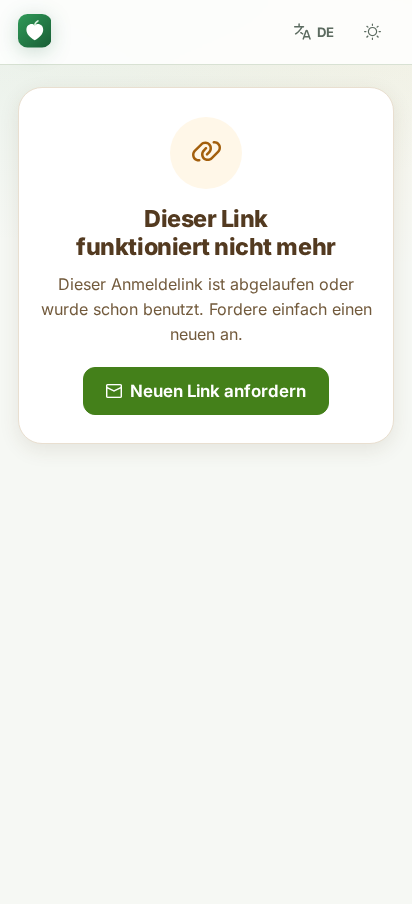 DE
Dieser Link
funktioniert nicht mehr
Dieser Anmeldelink ist abgelaufen oder
wurde schon benutzt. Fordere einfach einen
neuen an.
Neuen Link anfordern